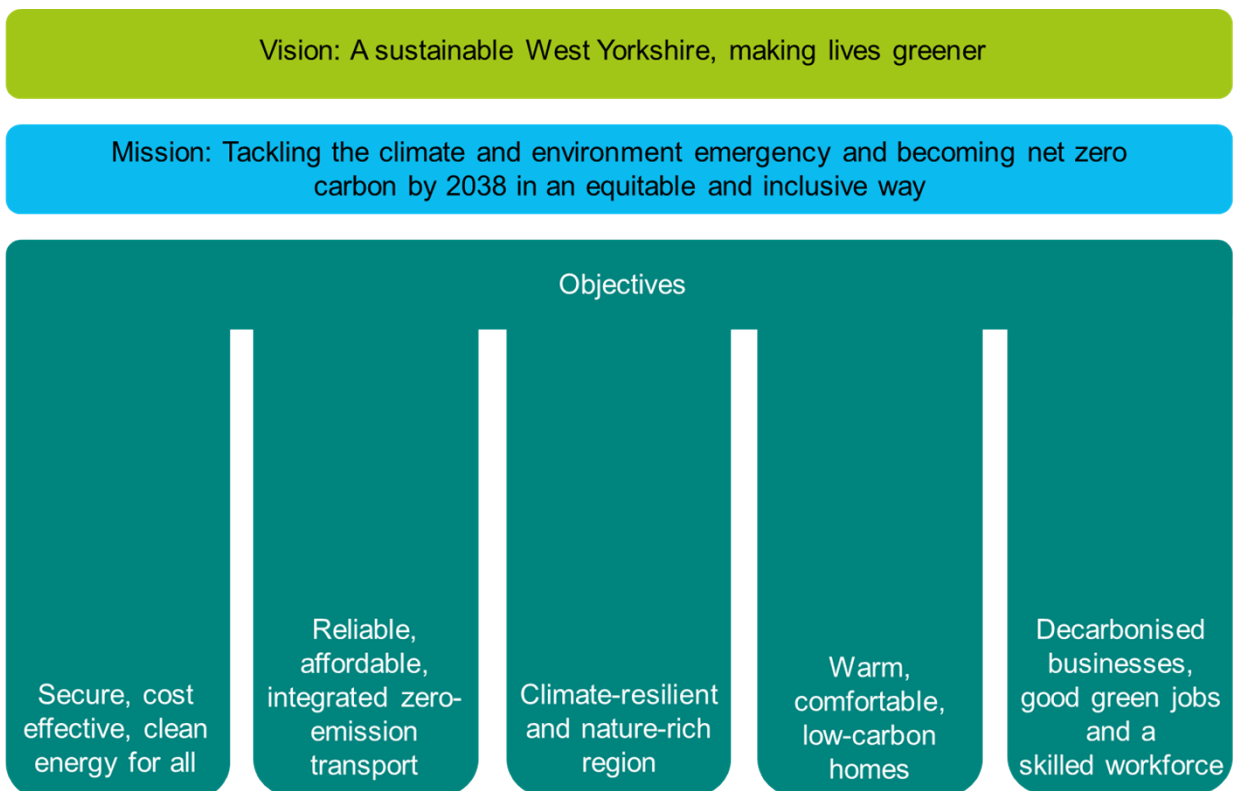 Vision: A sustainable West Yorkshire, making lives greener
Mission: Tackling the climate and environment emergency and becoming net zero
carbon by 2038 in an equitable and inclusive way
Objectives
Secure, cost
effective, clean
energy for all
Reliable,
affordable,
integrated zero-
emission
transport
Climate-resilient
and nature-rich
region
Warm,
comfortable,
low-carbon
homes
Decarbonised
businesses,
good green jobs
and a
skilled workforce